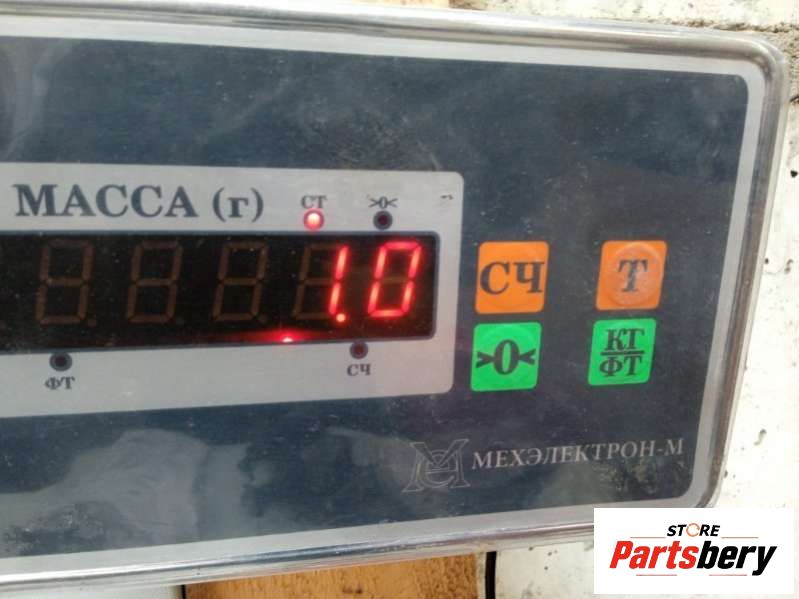 МАССА (г)
СТ >0<
1.0
ФТ СЧ
СЧ Т
>0< КГ
ФТ
МЕХЭЛЕКТРОН-М
STORE
Partsbery